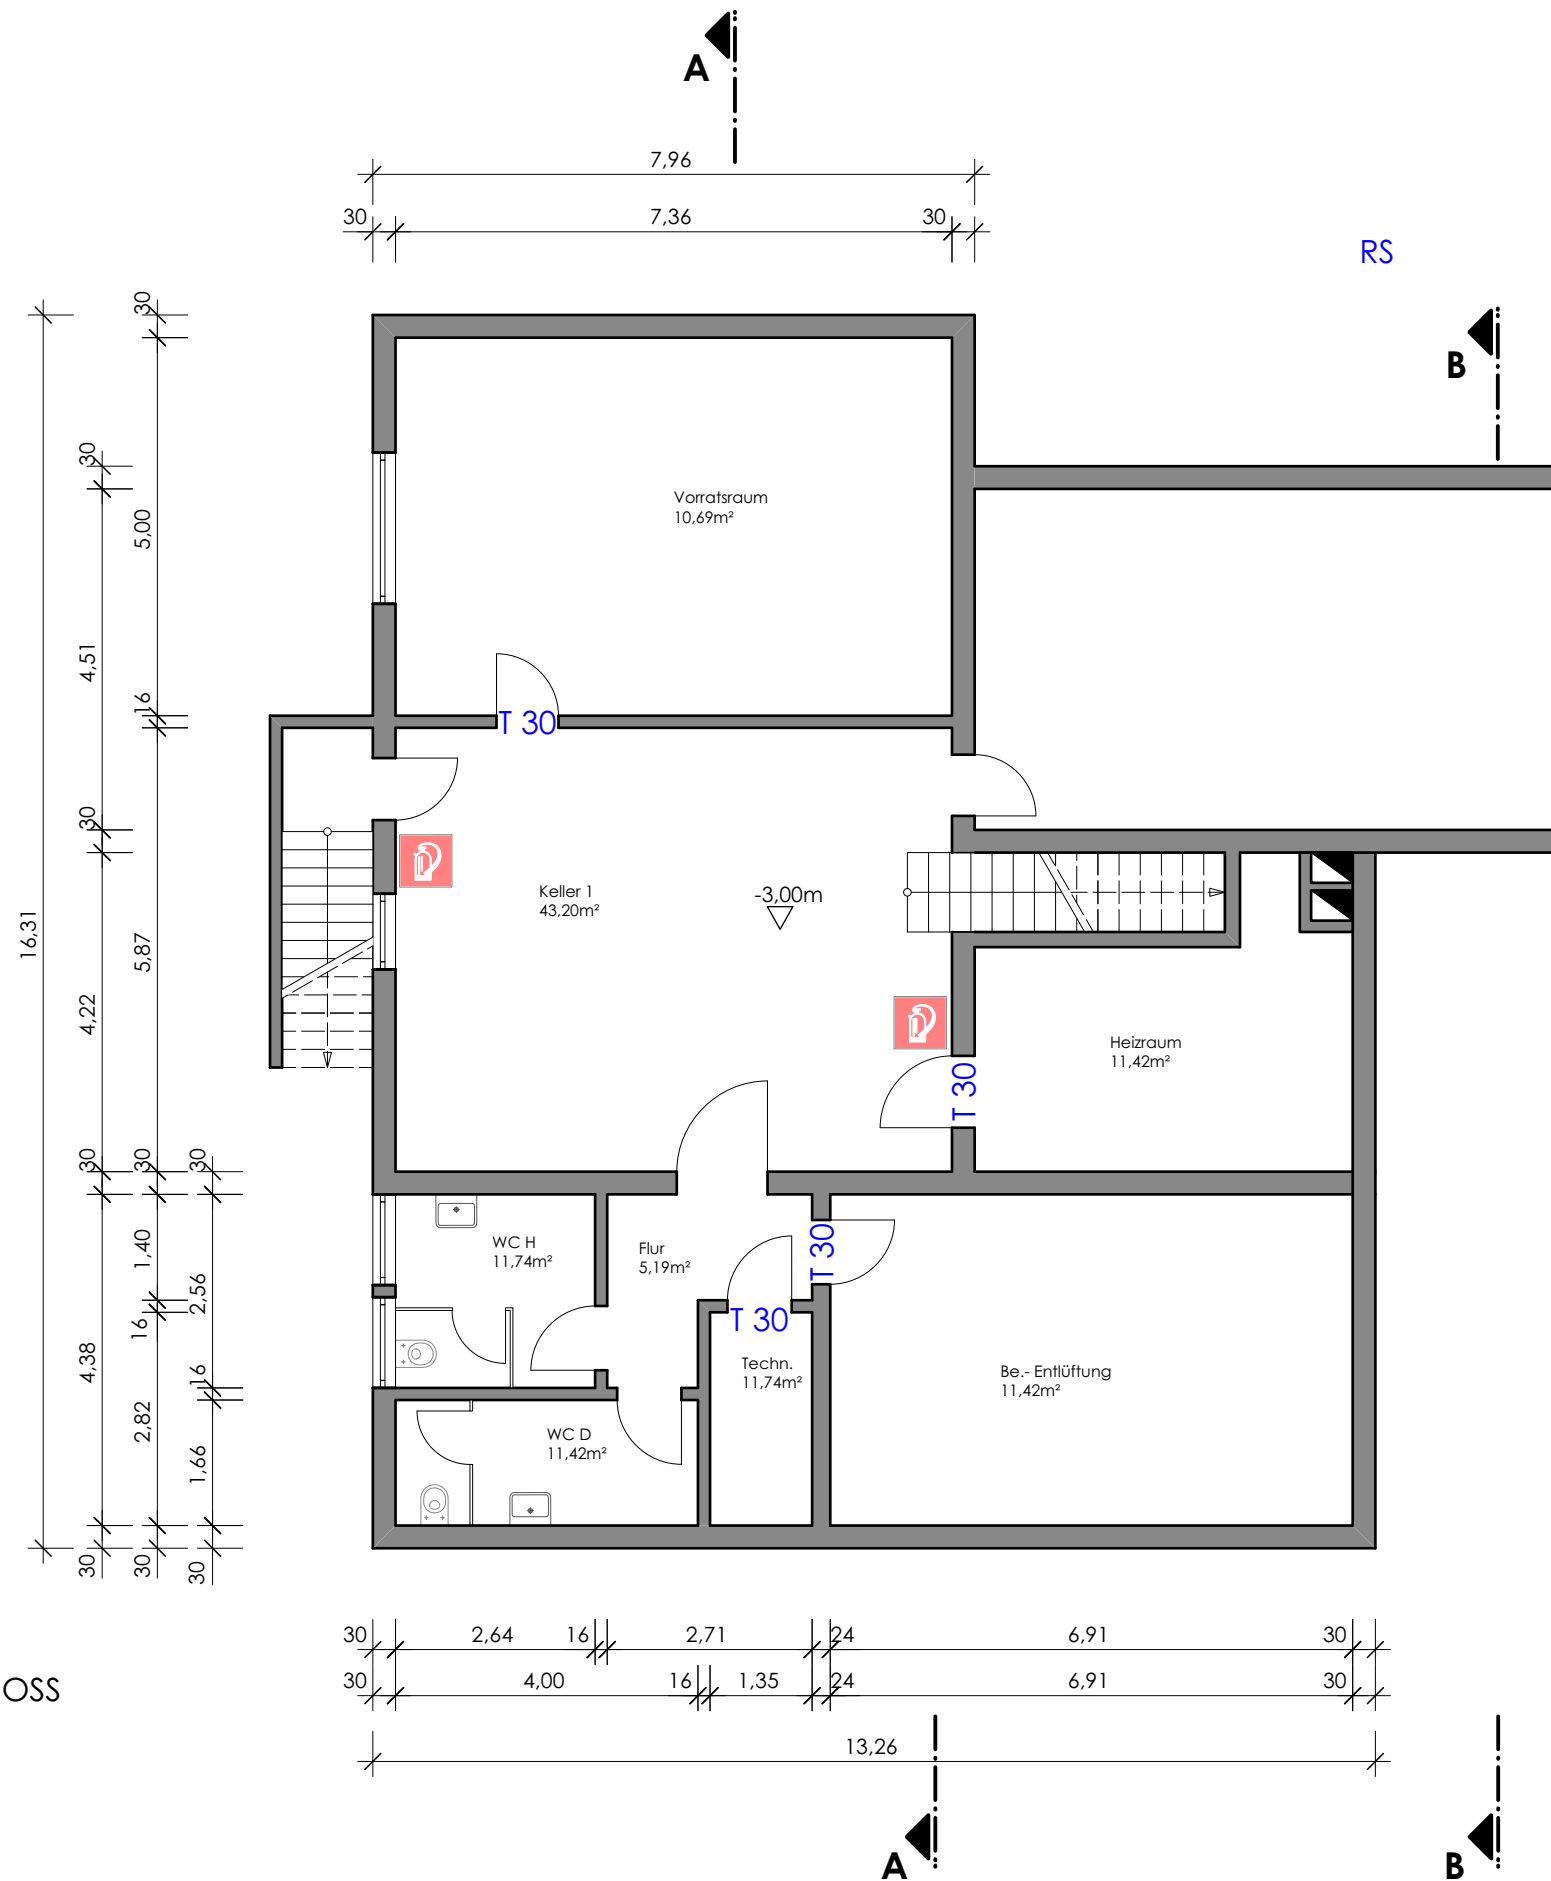 A
7,96
30
7,36
30
RS
B
30
30
5,00
4,51
16
30
16,31
5,87
4,22
30
30
30
1,40
2,56
16
16
4,38
2,82
1,66
30
30
30
Vorratsraum
10,69m²
T 30
Keller 1
43,20m²
-3,00m
Heizraum
11,42m²
T 30
WC H
11,74m²
Flur
5,19m²
T 30
T 30
Techn.
11,74m²
Be.- Entlüftung
11,42m²
WC D
11,42m²
30
2,64
16
2,71
24
6,91
30
OSS
30
4,00
16
1,35
24
6,91
30
13,26
A
B